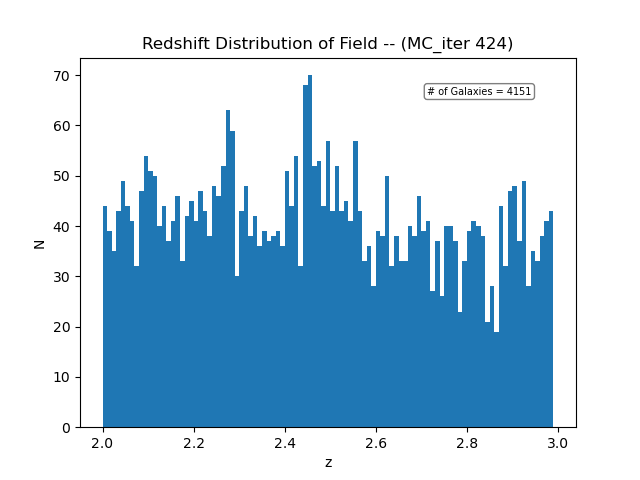 Redshift Distribution of Field -- (MC_iter 424)
# of Galaxies = 4151
70
60
50
40
30
20
10
0
N
2.0 2.2 2.4 2.6 2.8 3.0
z